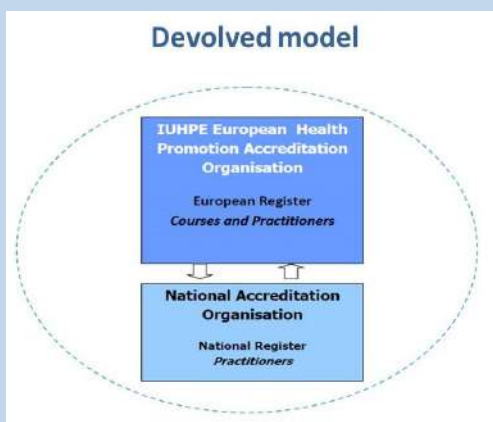 Devolved model
IUHPE European Health
Promotion Accreditation
Organisation
European Register
Courses and Practitioners
National Accreditation
Organisation
National Register
Practitioners